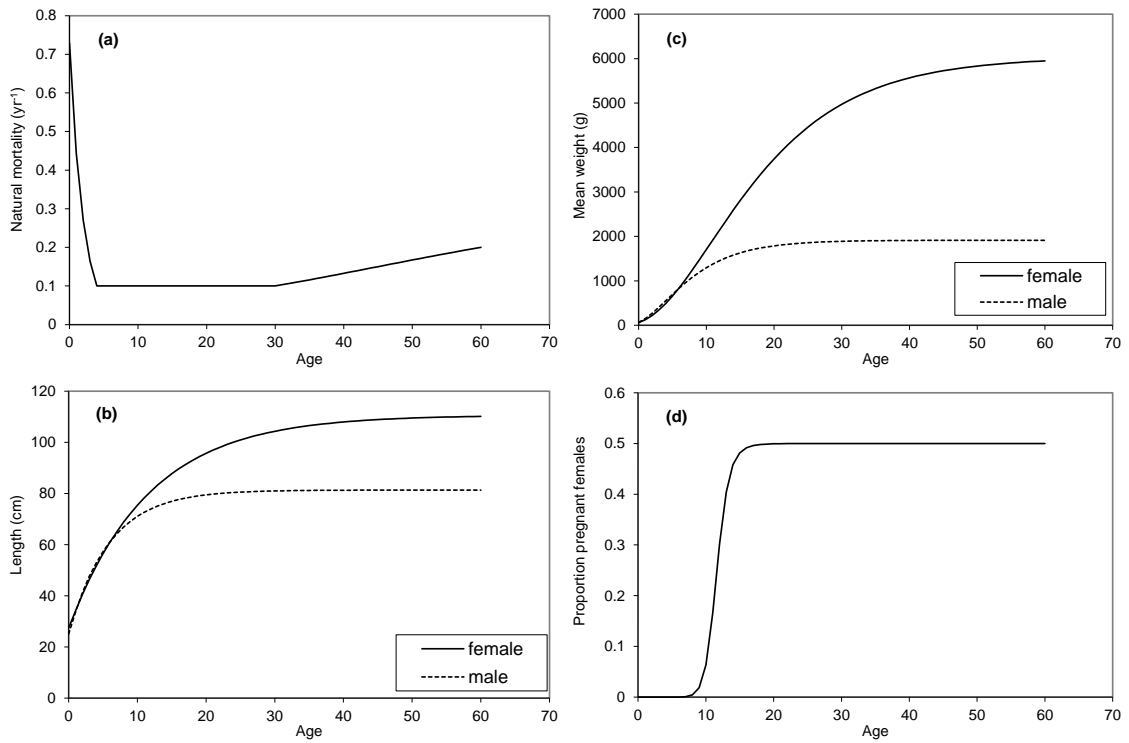 (a)
Natural mortality (yr-1)
0.8
0.7
0.6
0.5
0.4
0.3
0.2
0.1
0
0 10 20 30 40 50 60 70
Age
(c)
Mean weight (g)
7000
6000
5000
4000
3000
2000
1000
0
female
male
0 10 20 30 40 50 60 70
Age
(b)
Length (cm)
120
100
80
60
40
20
0
female
male
0 10 20 30 40 50 60 70
Age
(d)
Proportion pregnant females
0.6
0.5
0.4
0.3
0.2
0.1
0
0 10 20 30 40 50 60 70
Age